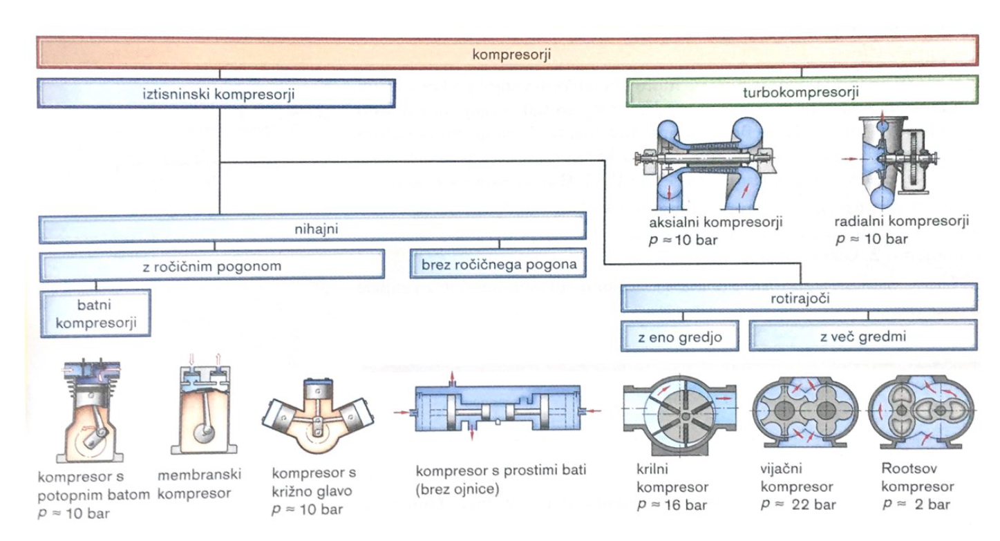 kompresorji
iztisninski kompresorji
turbokompresorji
aksialni kompresorji
p ≈ 10 bar
radialni kompresorji
p ≈ 10 bar
nihajni
z ročičnim pogonom
brez ročičnega pogona
batni
kompresorji
rotirajoči
z eno gredjo
z več gredmi
kompresor s
potopnim batom
p ≈ 10 bar
membranski
kompresor
kompresor s
križno glavo
p ≈ 10 bar
kompresor s prostimi bati
(brez ojnice)
krilni
kompresor
p ≈ 16 bar
vijačni
kompresor
p ≈ 22 bar
Rootsov
kompresor
p ≈ 2 bar